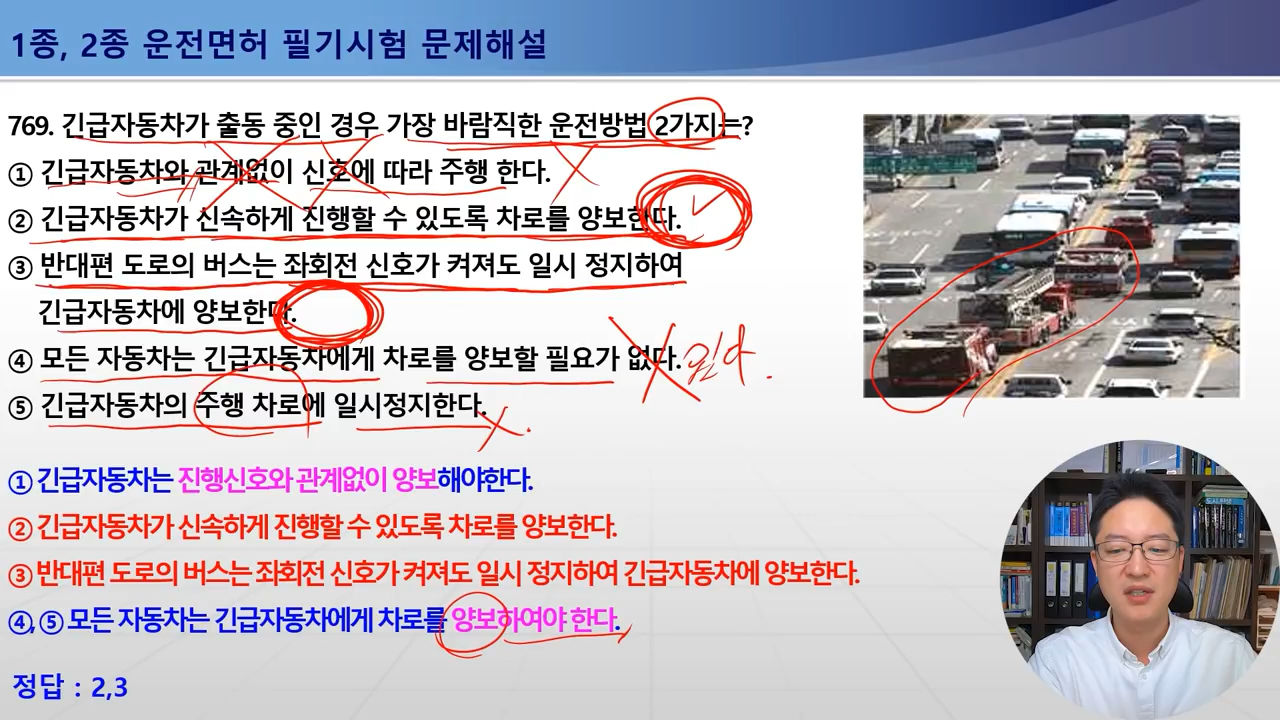 1종, 2종 운전면허 필기시험 문제해설
769. 긴급자동차가 출동 중인 경우 가장 바람직한 운전방법 2가지는?
① 긴급자동차와 관계없이 신호에 따라 주행 한다.
② 긴급자동차가 신속하게 진행할 수 있도록 차로를 양보한다.
③ 반대편 도로의 버스는 좌회전 신호가 켜져도 일시 정지하여
긴급자동차에 양보한다.
④ 모든 자동차는 긴급자동차에게 차로를 양보할 필요가 없다. 있다.
⑤ 긴급자동차의 주행 차로에 일시정지한다.
① 긴급자동차는 진행신호와 관계없이 양보해야한다.
② 긴급자동차가 신속하게 진행할 수 있도록 차로를 양보한다.
③ 반대편 도로의 버스는 좌회전 신호가 켜져도 일시 정지하여 긴급자동차에 양보한다.
④, ⑤ 모든 자동차는 긴급자동차에게 차로를 양보하여야 한다.
정답 : 2,3